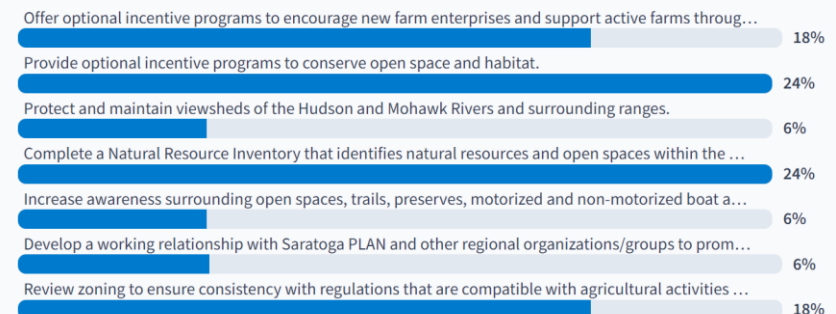 Offer optional incentive programs to encourage new farm enterprises and support active farms throug...
18%
Provide optional incentive programs to conserve open space and habitat.
24%
Protect and maintain viewsheds of the Hudson and Mohawk Rivers and surrounding ranges.
6%
Complete a Natural Resource Inventory that identifies natural resources and open spaces within the ...
24%
Increase awareness surrounding open spaces, trails, preserves, motorized and non-motorized boat a...
6%
Develop a working relationship with Saratoga PLAN and other regional organizations/groups to prom...
6%
Review zoning to ensure consistency with regulations that are compatible with agricultural activities ...
18%